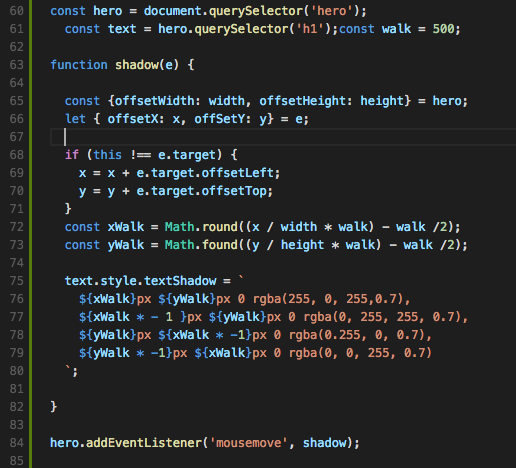 60 const hero = document.querySelector('hero');
61 const text = hero.querySelector('h1');const walk = 500;
62
63 function shadow(e) {
64
65 const {offsetWidth: width, offsetHeight: height} = hero;
66 let { offsetX: x, offSetY: y} = e;
67
68 if (this !== e.target) {
69 x = x + e.target.offsetLeft;
70 y = y + e.target.offsetTop;
71 }
72 const xWalk = Math.round((x / width * walk) - walk /2);
73 const yWalk = Math.found((y / height * walk) - walk /2);
74
75 text.style.textShadow = `
76 ${xWalk}px ${yWalk}px 0 rgba(255, 0, 255,0.7),
77 ${xWalk * - 1 }px ${yWalk}px 0 rgba(0, 255, 255, 0.7),
78 ${yWalk}px ${xWalk * -1}px 0 rgba(0.255, 0, 0.7),
79 ${yWalk * -1}px ${xWalk}px 0 rgba(0, 0, 255, 0.7)
80 `;
81
82 }
83
84 hero.addEventListener('mousemove', shadow);
85